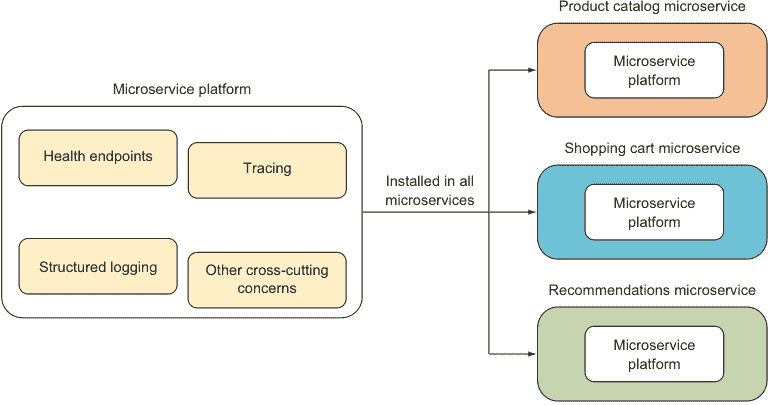 Microservice platform
Health endpoints
Tracing
Structured logging
Other cross-cutting
concerns
Installed in all
microservices
Product catalog microservice
Microservice
platform
Shopping cart microservice
Microservice
platform
Recommendations microservice
Microservice
platform